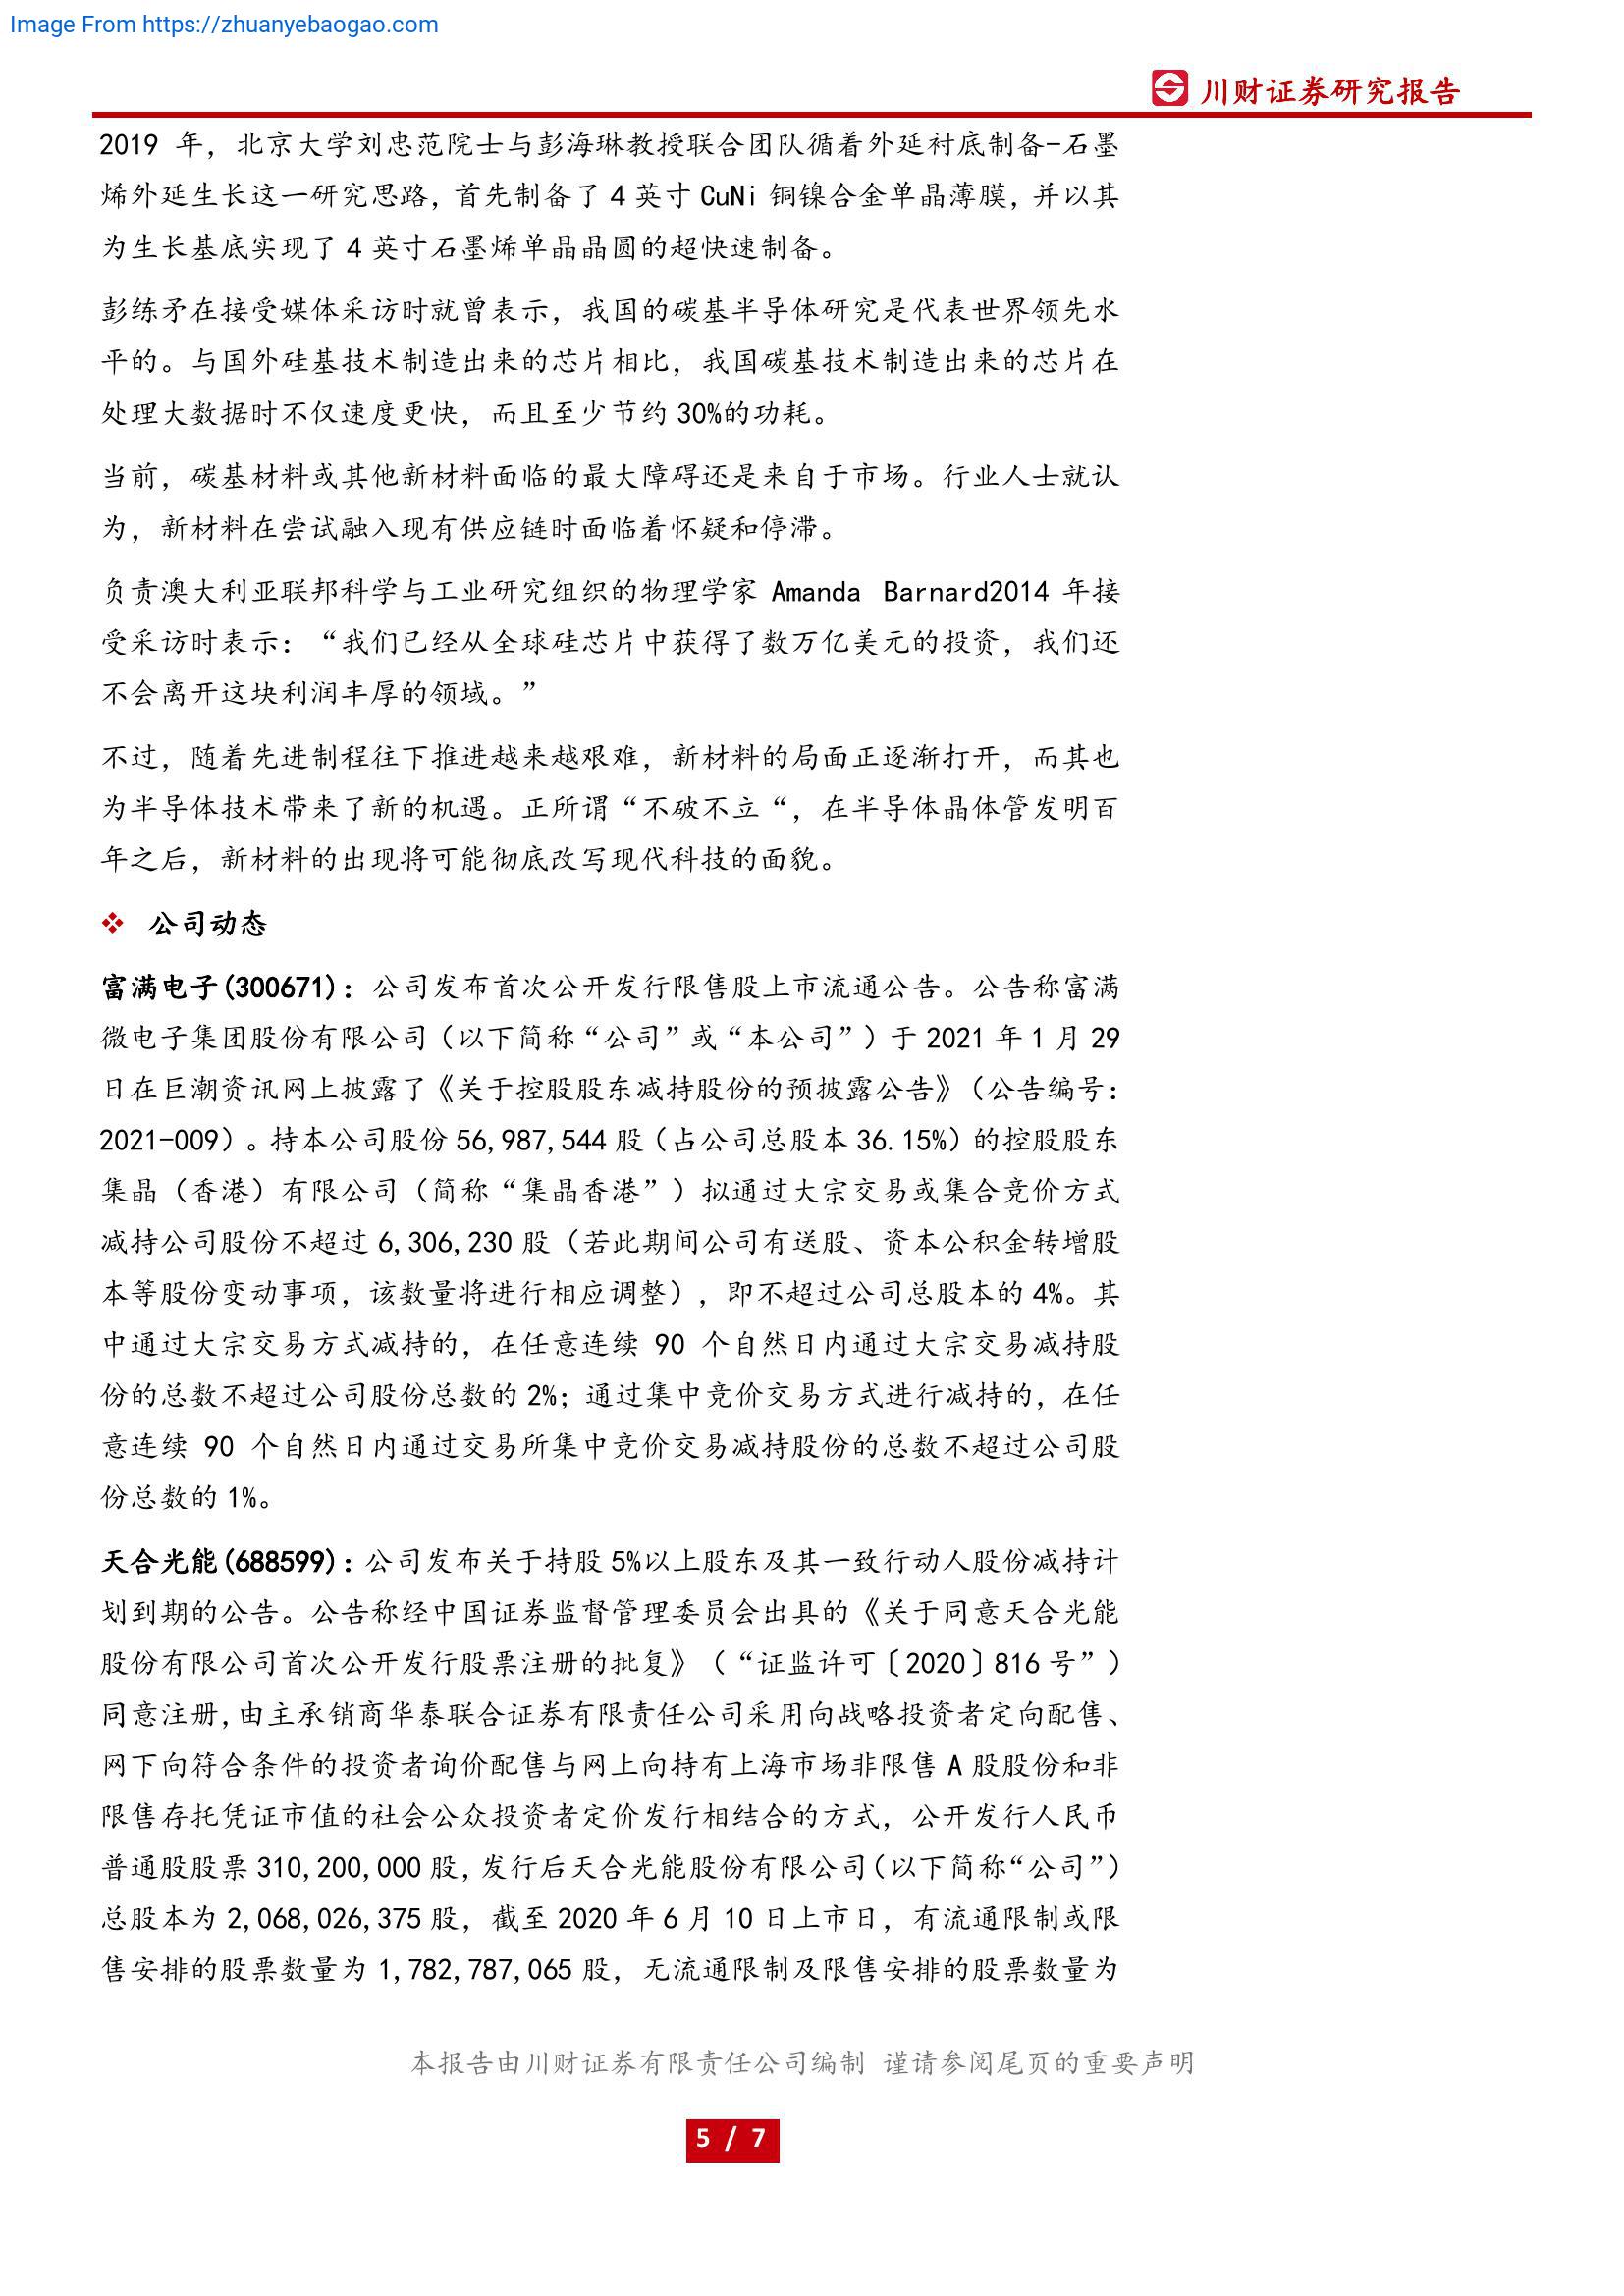 Image From https://zhuanyebaogao.com
川财证券研究报告
2019 年，北京大学刘忠范院士与彭海琳教授联合团队循着外延衬底制备-石墨
烯外延生长这一研究思路，首先制备了 4 英寸 CuNi 铜镍合金单晶薄膜，并以其
为生长基底实现了 4 英寸石墨烯单晶晶圆的超快速制备。
彭练矛在接受媒体采访时就曾表示，我国的碳基半导体研究是代表世界领先水
平的。与国外硅基技术制造出来的芯片相比，我国碳基技术制造出来的芯片在
处理大数据时不仅速度更快，而且至少节约 30%的功耗。
当前，碳基材料或其他新材料面临的最大障碍还是来自于市场。行业人士就认
为，新材料在尝试融入现有供应链时面临着怀疑和停滞。
负责澳大利亚联邦科学与工业研究组织的物理学家 Amanda Barnard2014 年接
受采访时表示：“我们已经从全球硅芯片中获得了数万亿美元的投资，我们还
不会离开这块利润丰厚的领域。”
不过，随着先进制程往下推进越来越艰难，新材料的局面正逐渐打开，而其也
为半导体技术带来了新的机遇。正所谓“不破不立“，在半导体晶体管发明百
年之后，新材料的出现将可能彻底改写现代科技的面貌。
❖ 公司动态
富满电子(300671)：公司发布首次公开发行限售股上市流通公告。公告称富满
微电子集团股份有限公司（以下简称“公司”或“本公司”）于 2021 年 1 月 29
日在巨潮资讯网上披露了《关于控股股东减持股份的预披露公告》（公告编号：
2021-009）。持本公司股份 56,987,544 股（占公司总股本 36.15%）的控股股东
集晶（香港）有限公司（简称“集晶香港”）拟通过大宗交易或集合竞价方式
减持公司股份不超过 6,306,230 股（若此期间公司有送股、资本公积金转增股
本等股份变动事项，该数量将进行相应调整），即不超过公司总股本的 4%。其
中通过大宗交易方式减持的，在任意连续 90 个自然日内通过大宗交易减持股
份的总数不超过公司股份总数的 2%；通过集中竞价交易方式进行减持的，在任
意连续 90 个自然日内通过交易所集中竞价交易减持股份的总数不超过公司股
份总数的 1%。
天合光能(688599)：公司发布关于持股 5%以上股东及其一致行动人股份减持计
划到期的公告。公告称经中国证券监督管理委员会出具的《关于同意天合光能
股份有限公司首次公开发行股票注册的批复》（“证监许可〔2020〕816 号”）
同意注册，由主承销商华泰联合证券有限责任公司采用向战略投资者定向配售、
网下向符合条件的投资者询价配售与网上向持有上海市场非限售 A 股股份和非
限售存托凭证市值的社会公众投资者定价发行相结合的方式，公开发行人民币
普通股股票 310,200,000 股，发行后天合光能股份有限公司（以下简称“公司”）
总股本为 2,068,026,375 股，截至 2020 年 6 月 10 日上市日，有流通限制或限
售安排的股票数量为 1,782,787,065 股，无流通限制及限售安排的股票数量为
本报告由川财证券有限责任公司编制 谨请参阅尾页的重要声明
5 / 7